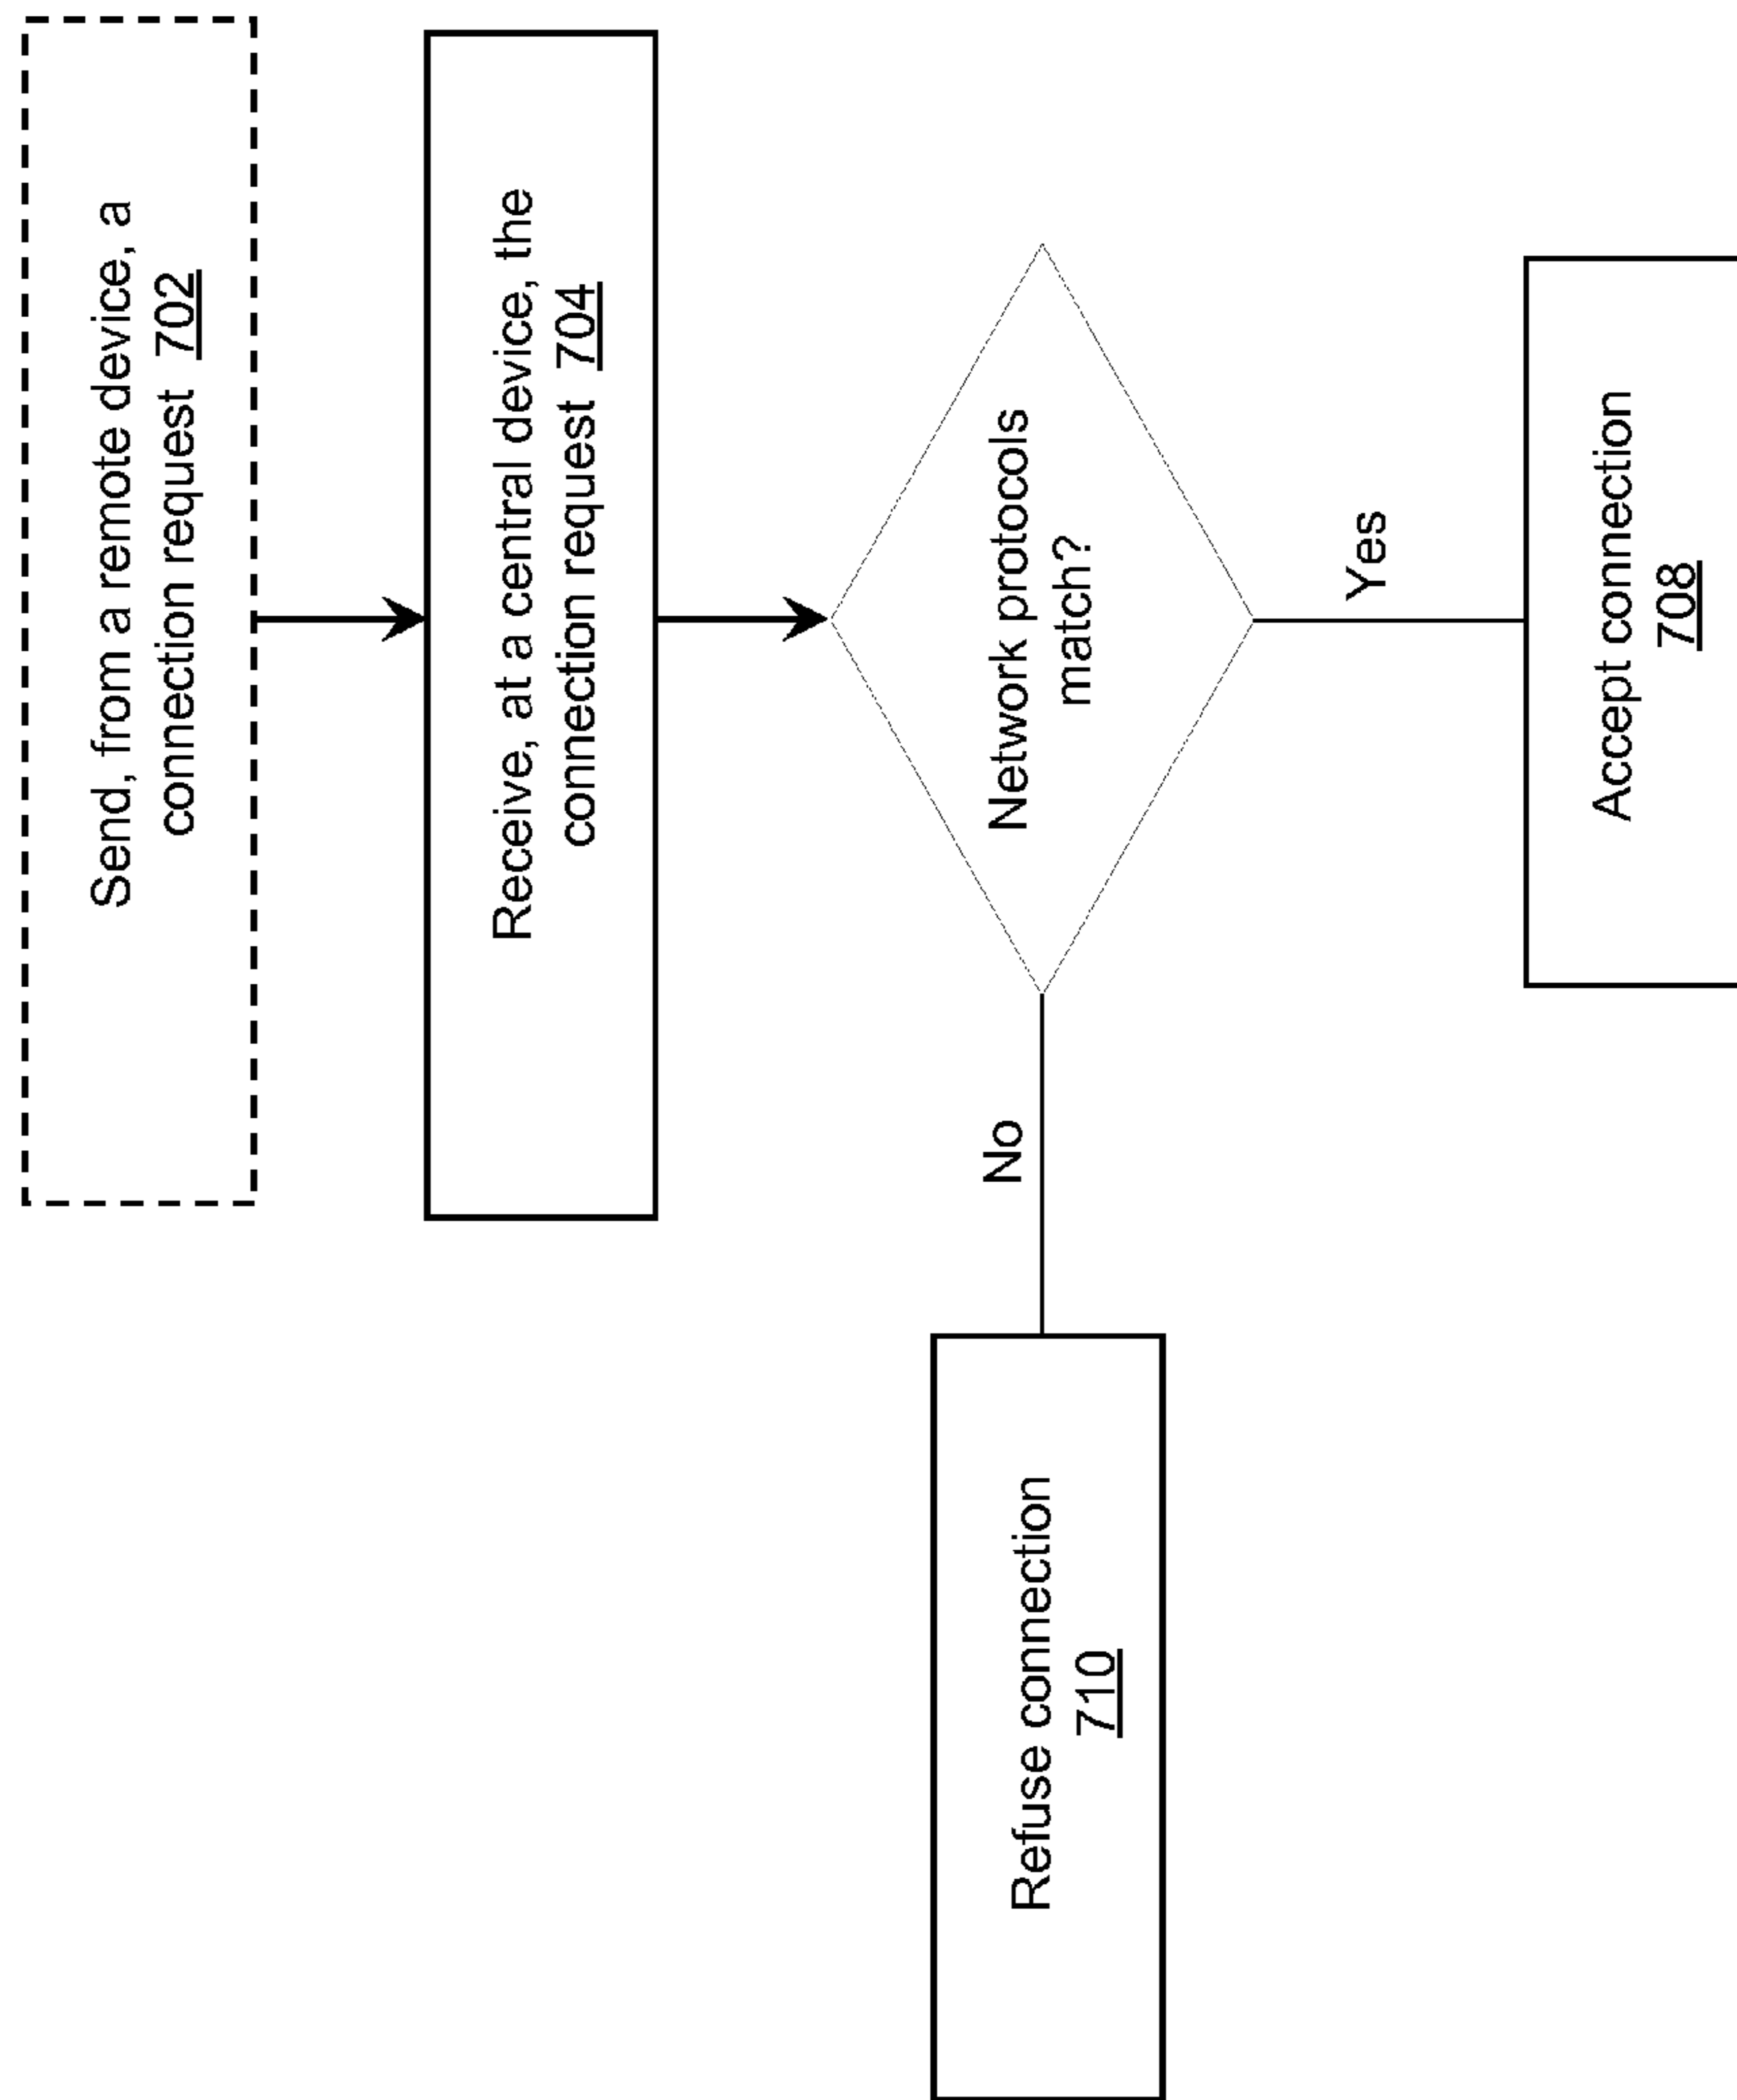 Send, from a remote device, a
connection request 702
Receive, at a central device, the
connection request 704
Network protocols
match?
No
Yes
Refuse connection
710
Accept connection
708